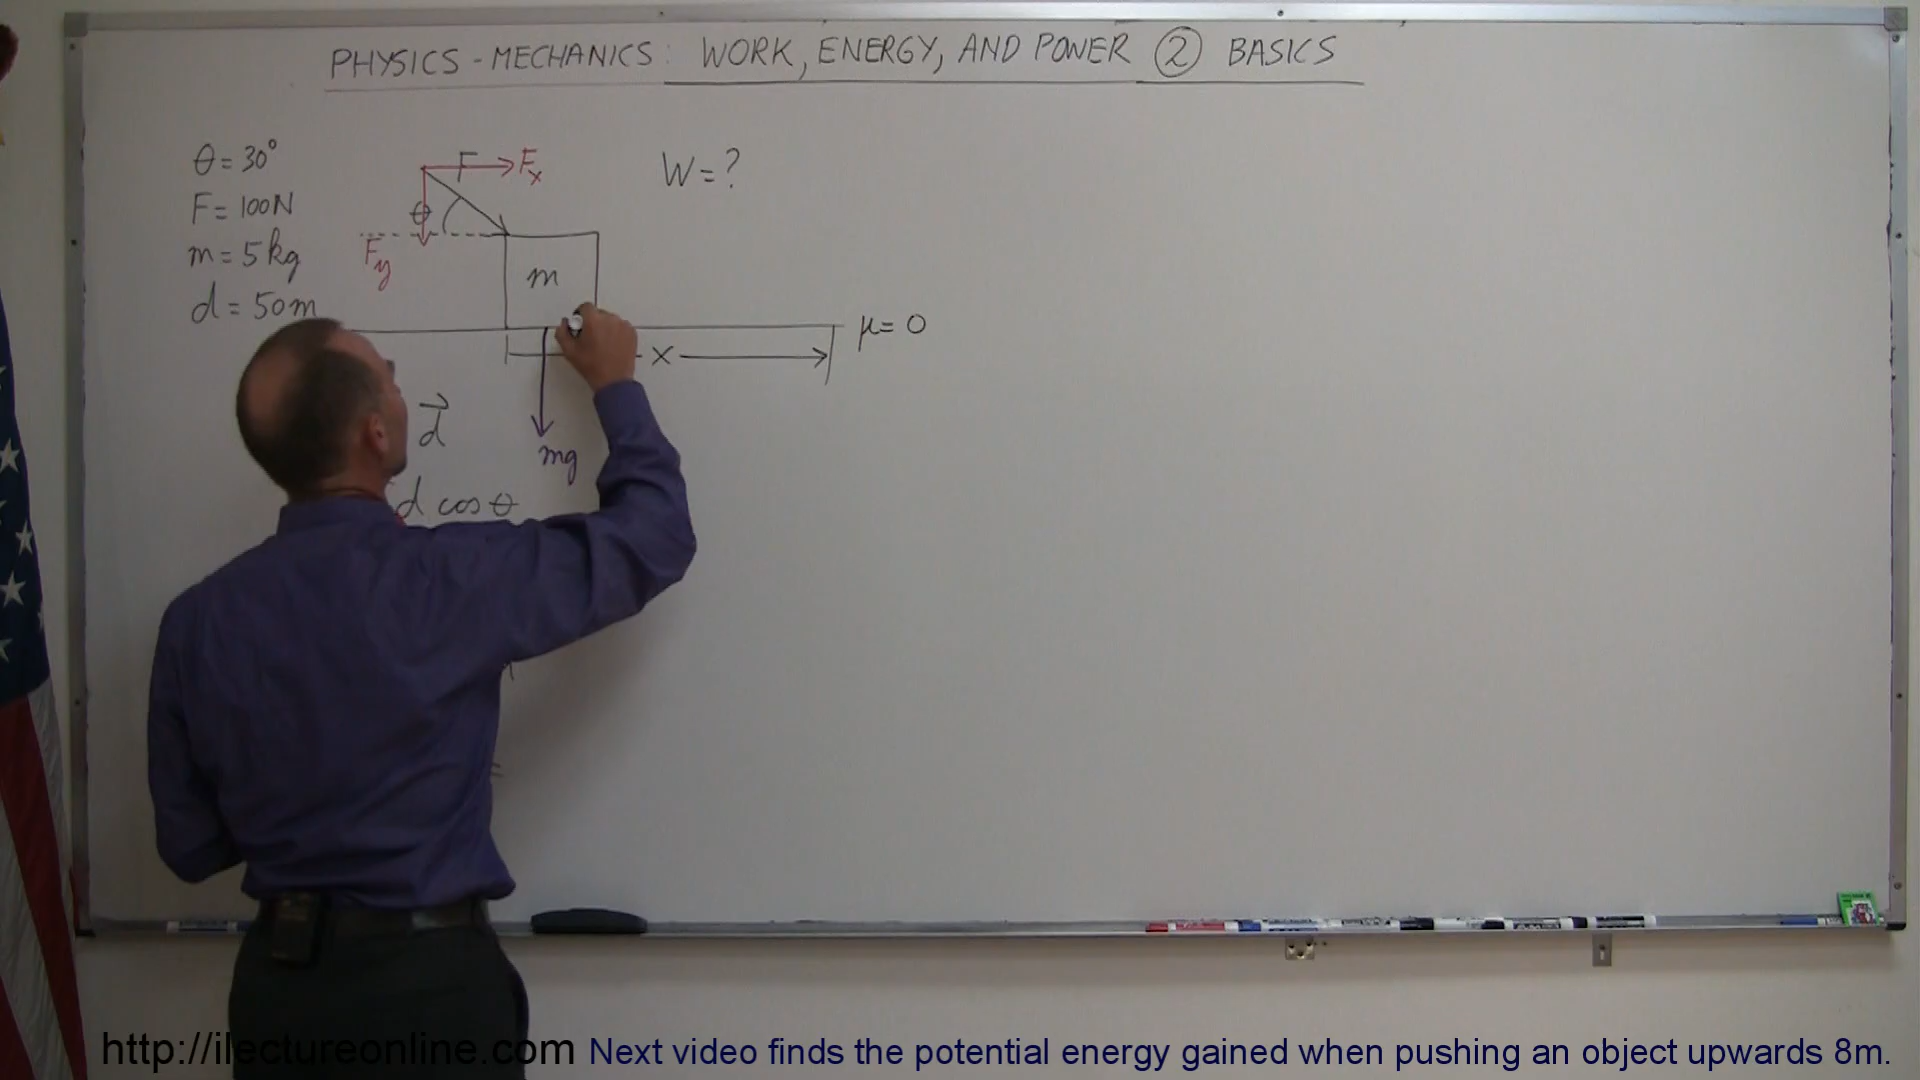 PHYSICS - MECHANICS: WORK, ENERGY, AND POWER ② BASICS
θ = 30°
F = 100N
m = 5 kg
d = 50m
F
Fx
θ
Fy
m
W = ?
μ = 0
x
mg
d⃗
d cos θ
http://ilectureonline.com Next video finds the potential energy gained when pushing an object upwards 8m.